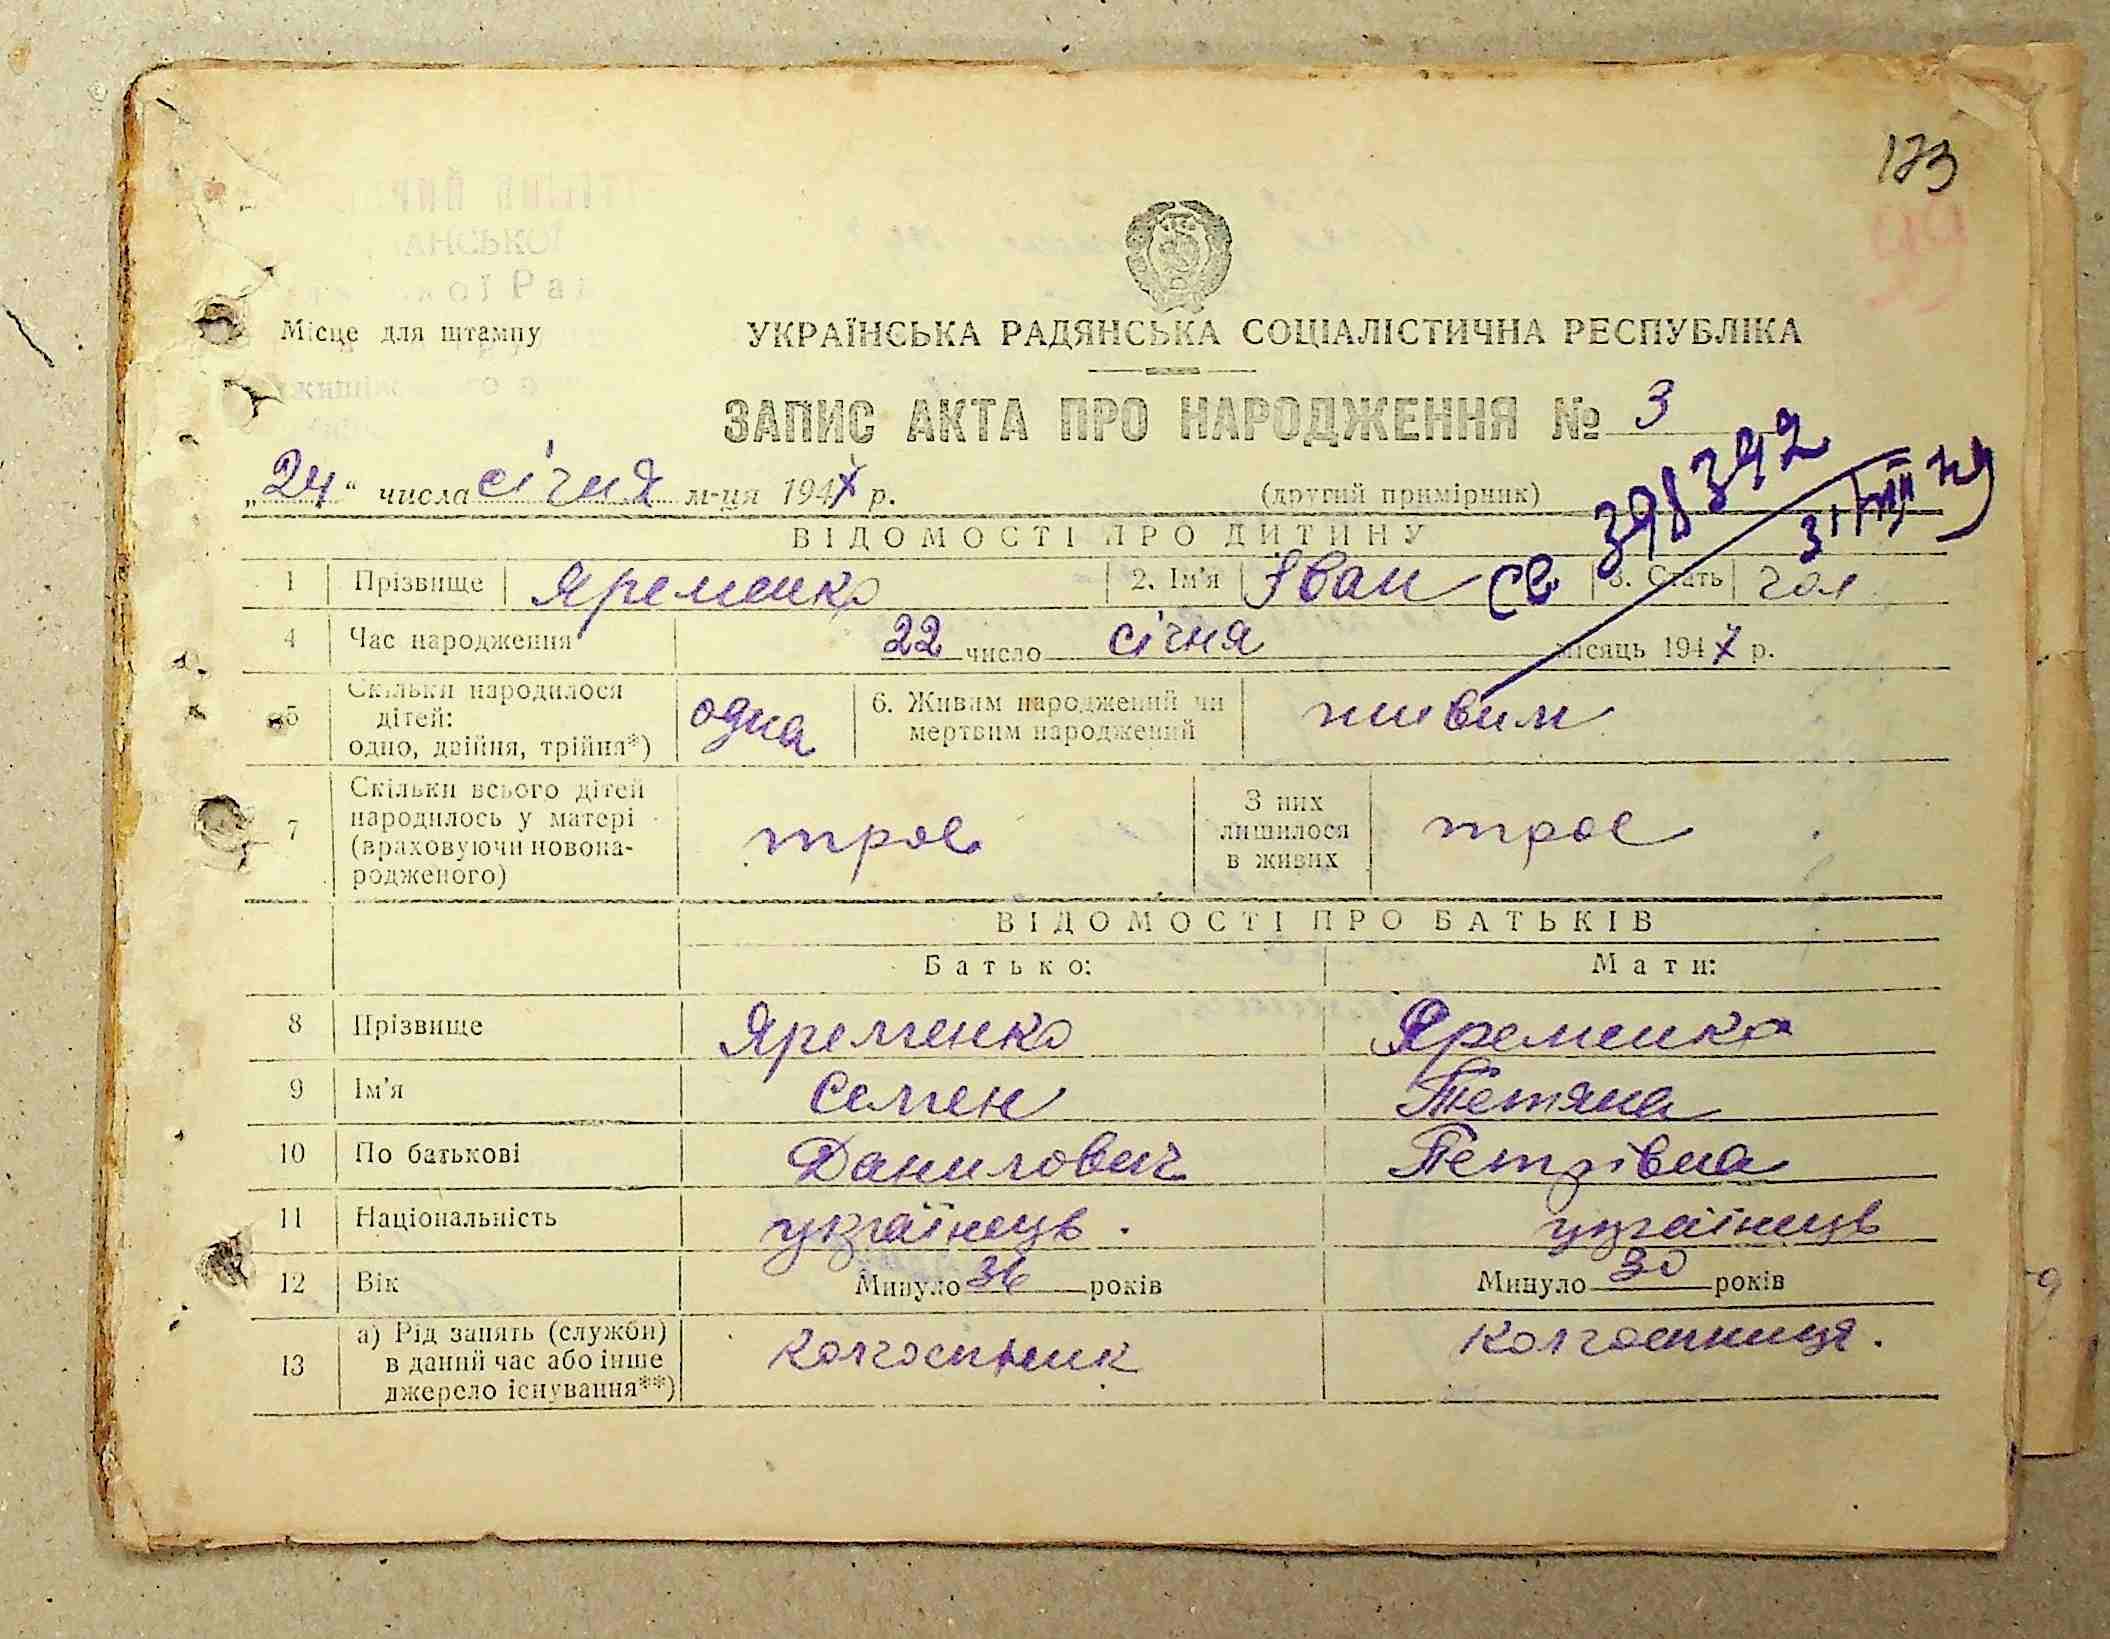 173
99
Місце для штампу
УКРАЇНСЬКА РАДЯНСЬКА СОЦІАЛІСТИЧНА РЕСПУБЛІКА
ЗАПИС АКТА ПРО НАРОДЖЕННЯ № 3
„24“ числа січня м-ця 1947 р. (другий примірник)
ВІДОМОСТІ ПРО ДИТИНУ
1 Прізвище Яременко 2. Ім'я Іван 3. Стать чол
св 398392
4 Час народження 22 число січня місяць 1947 р.
5 Скільки народилося дітей: одно, двійня, трійня*) одна 6. Живим народжений чи мертвим народжений живим
7 Скільки всього дітей народилось у матері (враховуючи новонародженого) троє З них лишилося в живих троє
ВІДОМОСТІ ПРО БАТЬКІВ
Батько: Мати:
8 Прізвище Яременко Яременко
9 Ім'я Семен Тетяна
10 По батькові Данилович Петрівна
11 Національність українець. українець
12 Вік Минуло 36 років Минуло 30 років
13 а) Рід занять (служби) в даний час або інше джерело існування**) колгоспник колгоспниця.